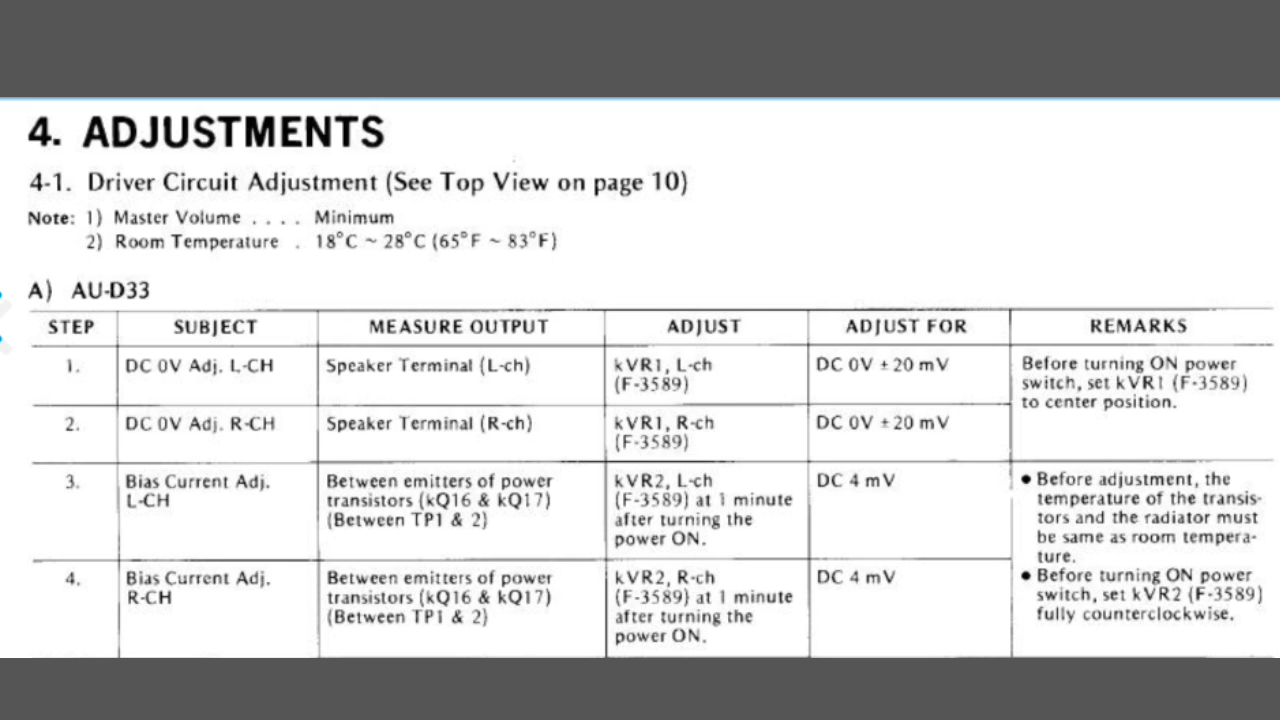 4. ADJUSTMENTS
4-1. Driver Circuit Adjustment (See Top View on page 10)
Note: 1) Master Volume . . . . Minimum
2) Room Temperature . 18°C ~ 28°C (65°F ~ 83°F)
A) AU-D33
STEP SUBJECT MEASURE OUTPUT ADJUST ADJUST FOR REMARKS
1. DC 0V Adj. L-CH Speaker Terminal (L-ch) kVR1, L-ch DC 0V ±20 mV Before turning ON power
(F-3589) switch, set kVR1 (F-3589)
to center position.
2. DC 0V Adj. R-CH Speaker Terminal (R-ch) kVR1, R-ch DC 0V ±20 mV
(F-3589)
3. Bias Current Adj. Between emitters of power kVR2, L-ch DC 4 mV • Before adjustment, the
L-CH transistors (kQ16 & kQ17) (F-3589) at 1 minute temperature of the transis-
(Between TP1 & 2) after turning the tors and the radiator must
power ON. be same as room tempera-
ture.
4. Bias Current Adj. Between emitters of power kVR2, R-ch DC 4 mV • Before turning ON power
R-CH transistors (kQ16 & kQ17) (F-3589) at 1 minute switch, set kVR2 (F-3589)
(Between TP1 & 2) after turning the fully counterclockwise.
power ON.